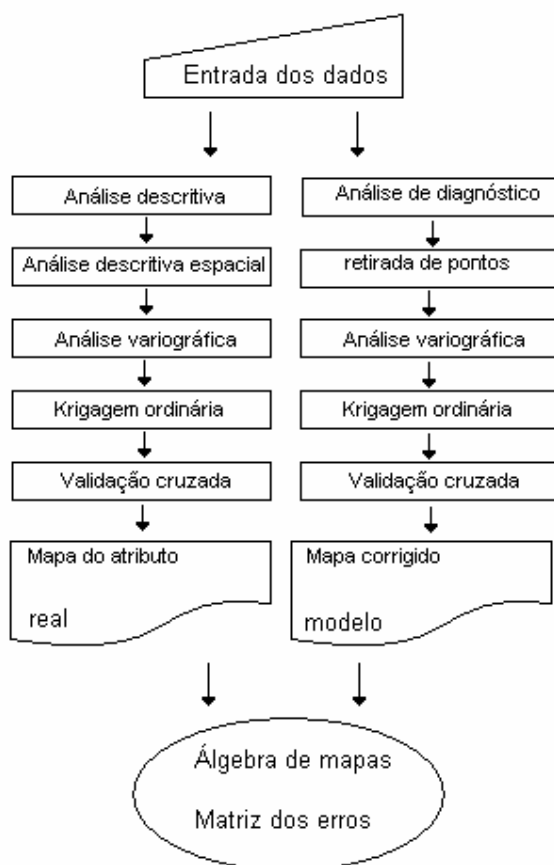 Entrada dos dados
Análise descritiva
Análise descritiva espacial
Análise variográfica
Krigagem ordinária
Validação cruzada
Mapa do atributo
real
Análise de diagnóstico
retirada de pontos
Análise variográfica
Krigagem ordinária
Validação cruzada
Mapa corrigido
modelo
Álgebra de mapas
Matriz dos erros